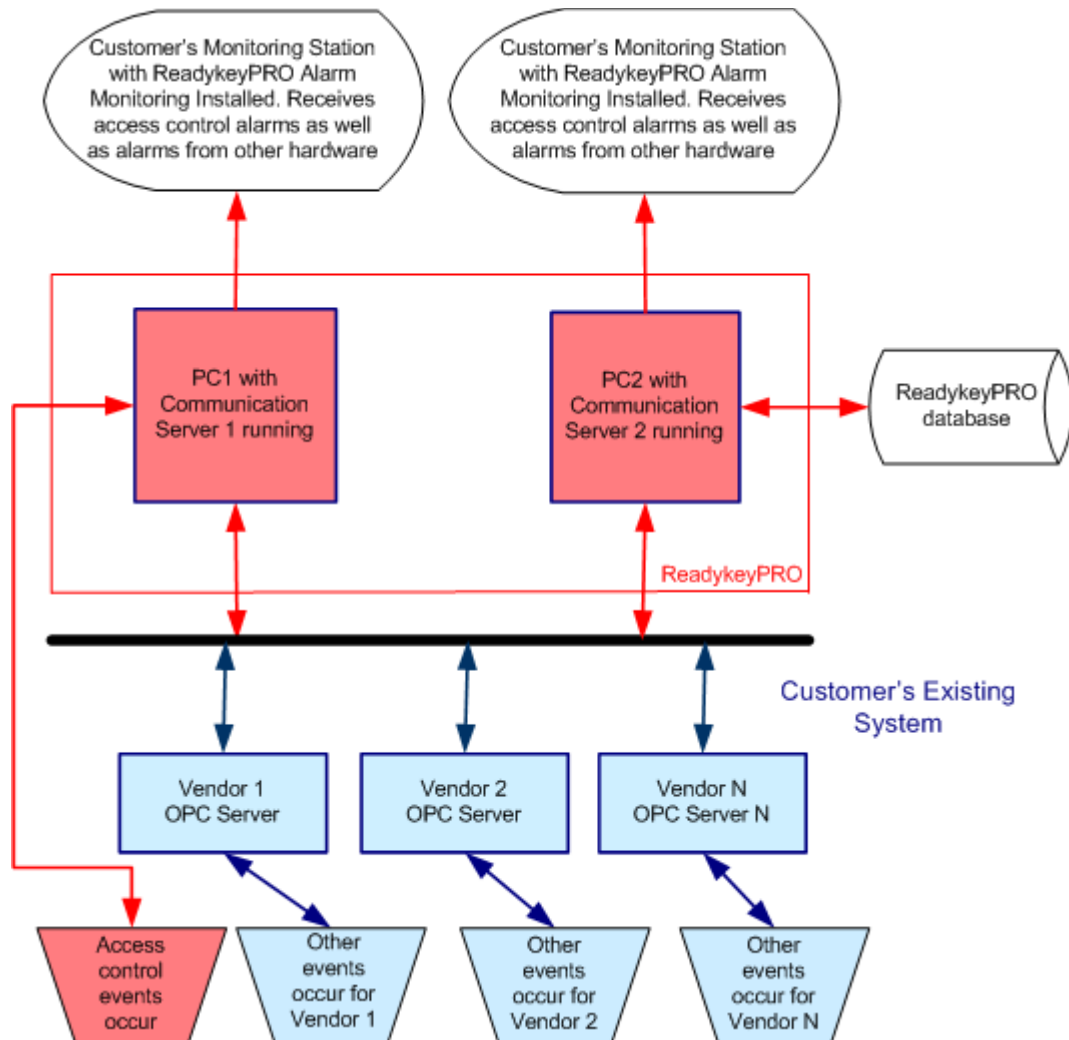 Customer's Monitoring Station
with ReadykeyPRO Alarm
Monitoring Installed. Receives
access control alarms as well
as alarms from other hardware
Customer's Monitoring Station
with ReadykeyPRO Alarm
Monitoring Installed. Receives
access control alarms as well as
alarms from other hardware
PC1 with
Communication
Server 1 running
PC2 with
Communication
Server 2 running
ReadykeyPRO
database
ReadykeyPRO
Customer's Existing
System
Vendor 1
OPC Server
Vendor 2
OPC Server
Vendor N
OPC Server N
Access
control
events
occur
Other
events
occur for
Vendor 1
Other
events
occur for
Vendor 2
Other
events
occur for
Vendor N